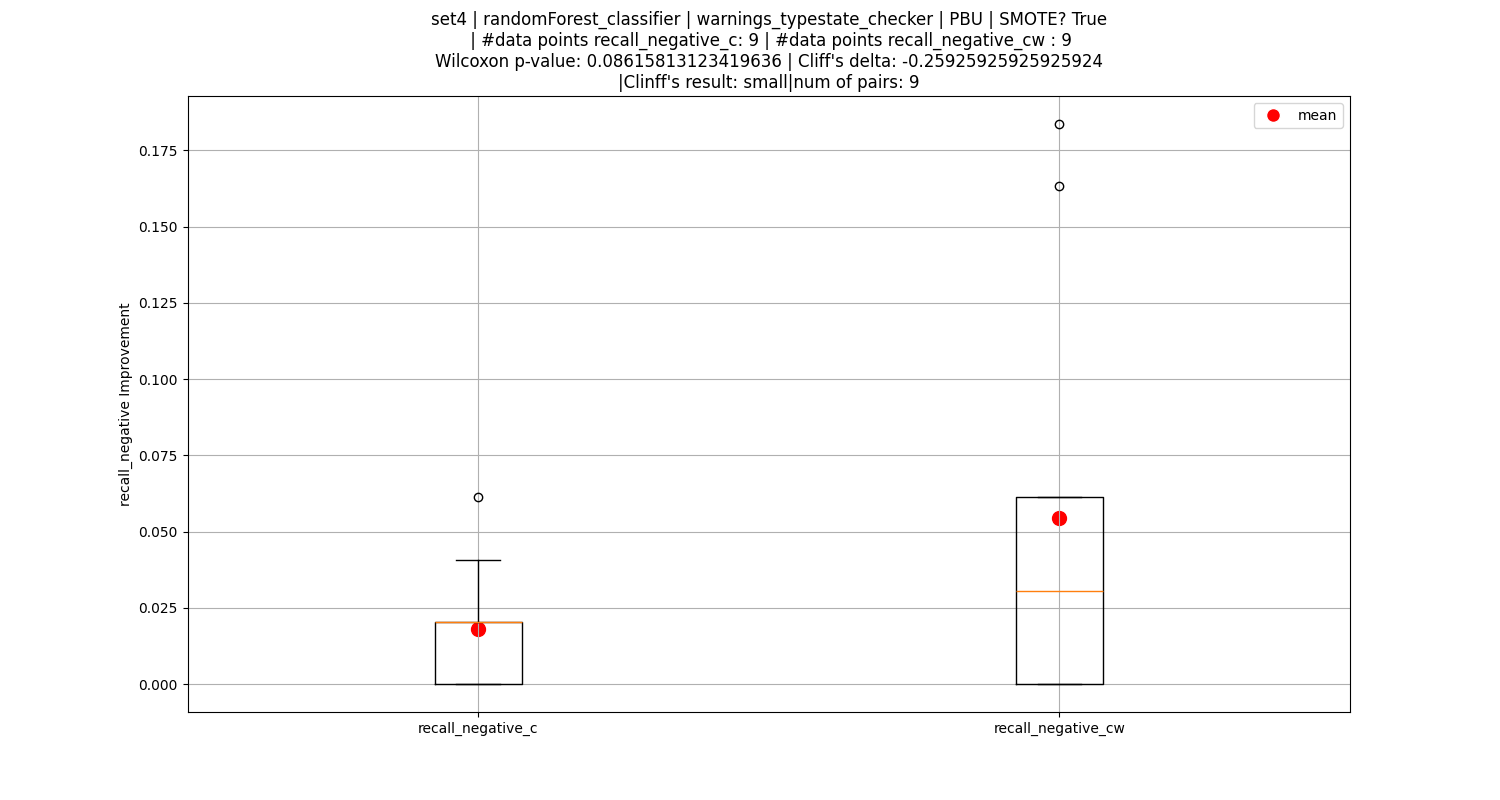 set4 | randomForest_classifier | warnings_typestate_checker | PBU | SMOTE? True
| #data points recall_negative_c: 9 | #data points recall_negative_cw : 9
Wilcoxon p-value: 0.08615813123419636 | Cliff's delta: -0.25925925925925924
|Clinff's result: small|num of pairs: 9
mean
0.175
0.150
0.125
0.100
0.075
0.050
0.025
0.000
recall_negative Improvement
recall_negative_c
recall_negative_cw